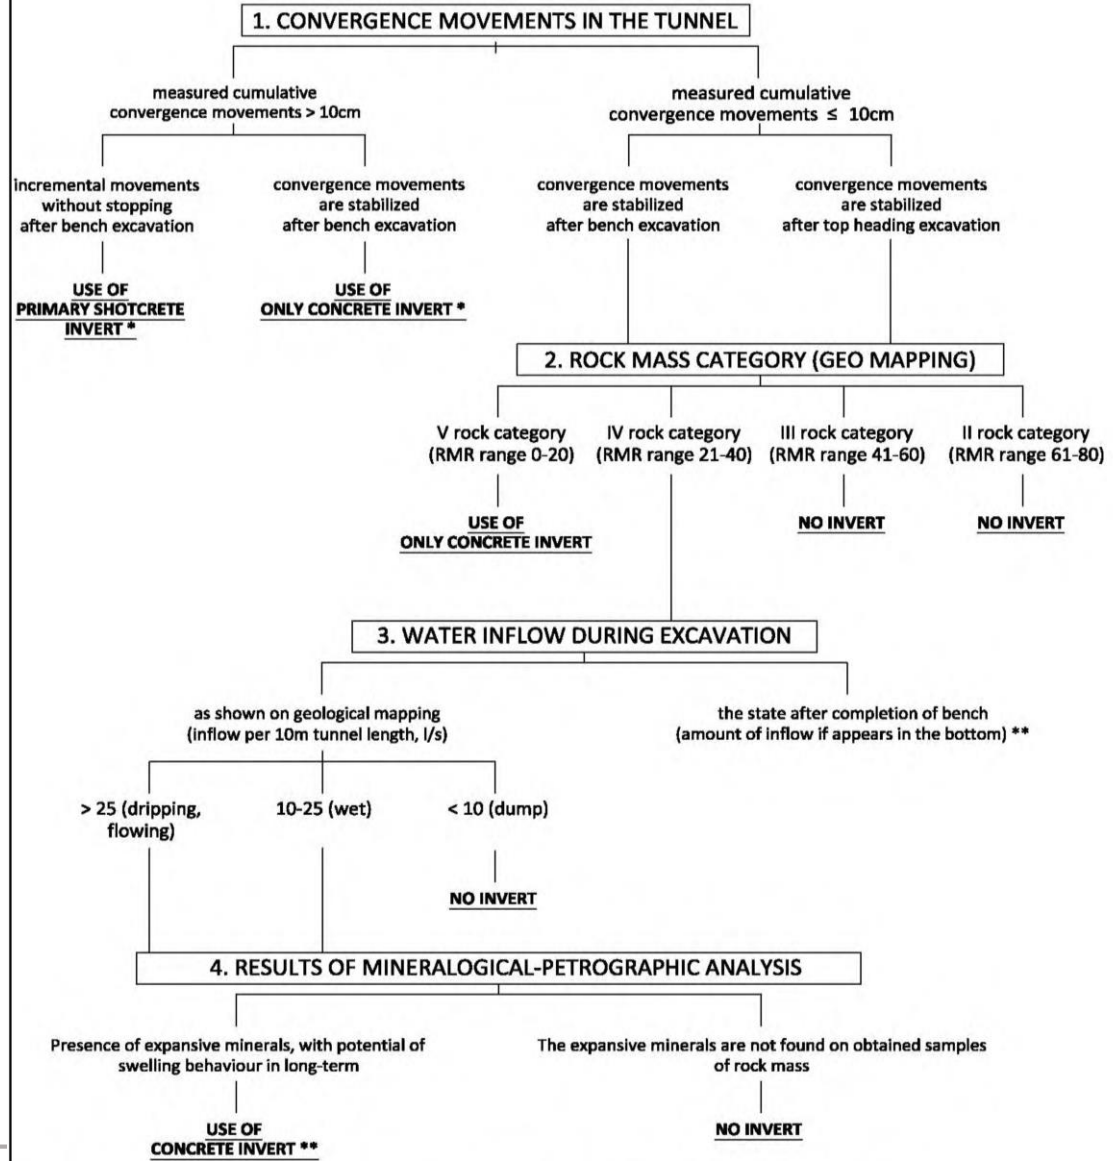 1. CONVERGENCE MOVEMENTS IN THE TUNNEL
measured cumulative
convergence movements > 10cm
measured cumulative
convergence movements ≤ 10cm
incremental movements
without stopping
after bench excavation
convergence movements
are stabilized
after bench excavation
convergence movements
are stabilized
after bench excavation
convergence movements
are stabilized
after top heading excavation
USE OF
PRIMARY SHOTCRETE
INVERT *
USE OF
ONLY CONCRETE INVERT *
2. ROCK MASS CATEGORY (GEO MAPPING)
V rock category
(RMR range 0-20)
IV rock category
(RMR range 21-40)
III rock category
(RMR range 41-60)
II rock category
(RMR range 61-80)
USE OF
ONLY CONCRETE INVERT
NO INVERT
NO INVERT
3. WATER INFLOW DURING EXCAVATION
as shown on geological mapping
(inflow per 10m tunnel length, l/s)
the state after completion of bench
(amount of inflow if appears in the bottom) **
> 25 (dripping,
flowing)
10-25 (wet)
< 10 (dump)
NO INVERT
4. RESULTS OF MINERALOGICAL-PETROGRAPHIC ANALYSIS
Presence of expansive minerals, with potential of
swelling behaviour in long-term
The expansive minerals are not found on obtained samples
of rock mass
USE OF
CONCRETE INVERT **
NO INVERT